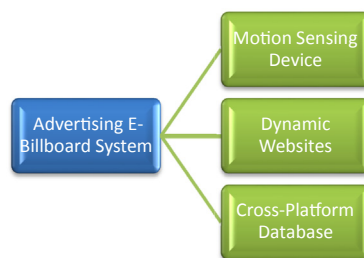 Motion Sensing
Device
Advertising E-
Billboard System
Dynamic
Websites
Cross-Platform
Database